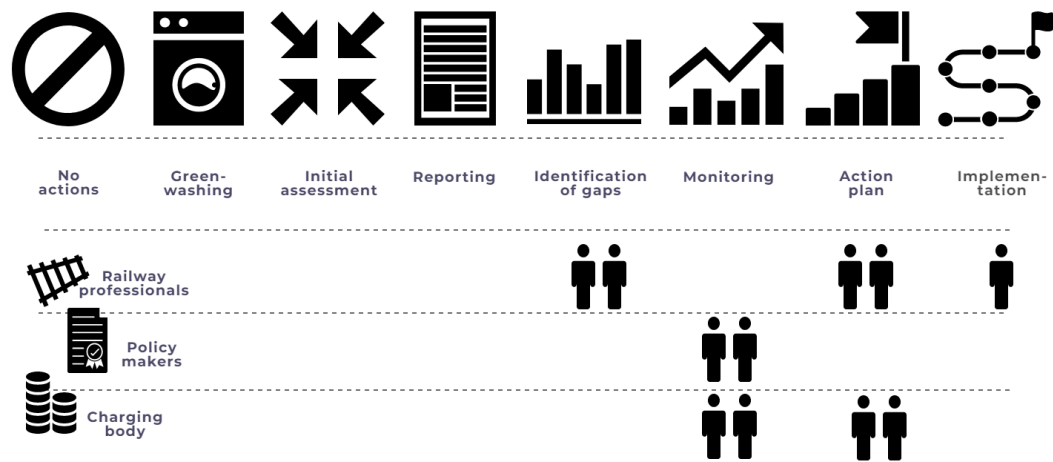 No
actions
Green-
washing
Initial
assessment
Reporting
Identification
of gaps
Monitoring
Action
plan
Implemen-
tation
Railway
professionals
Policy
makers
Charging
body